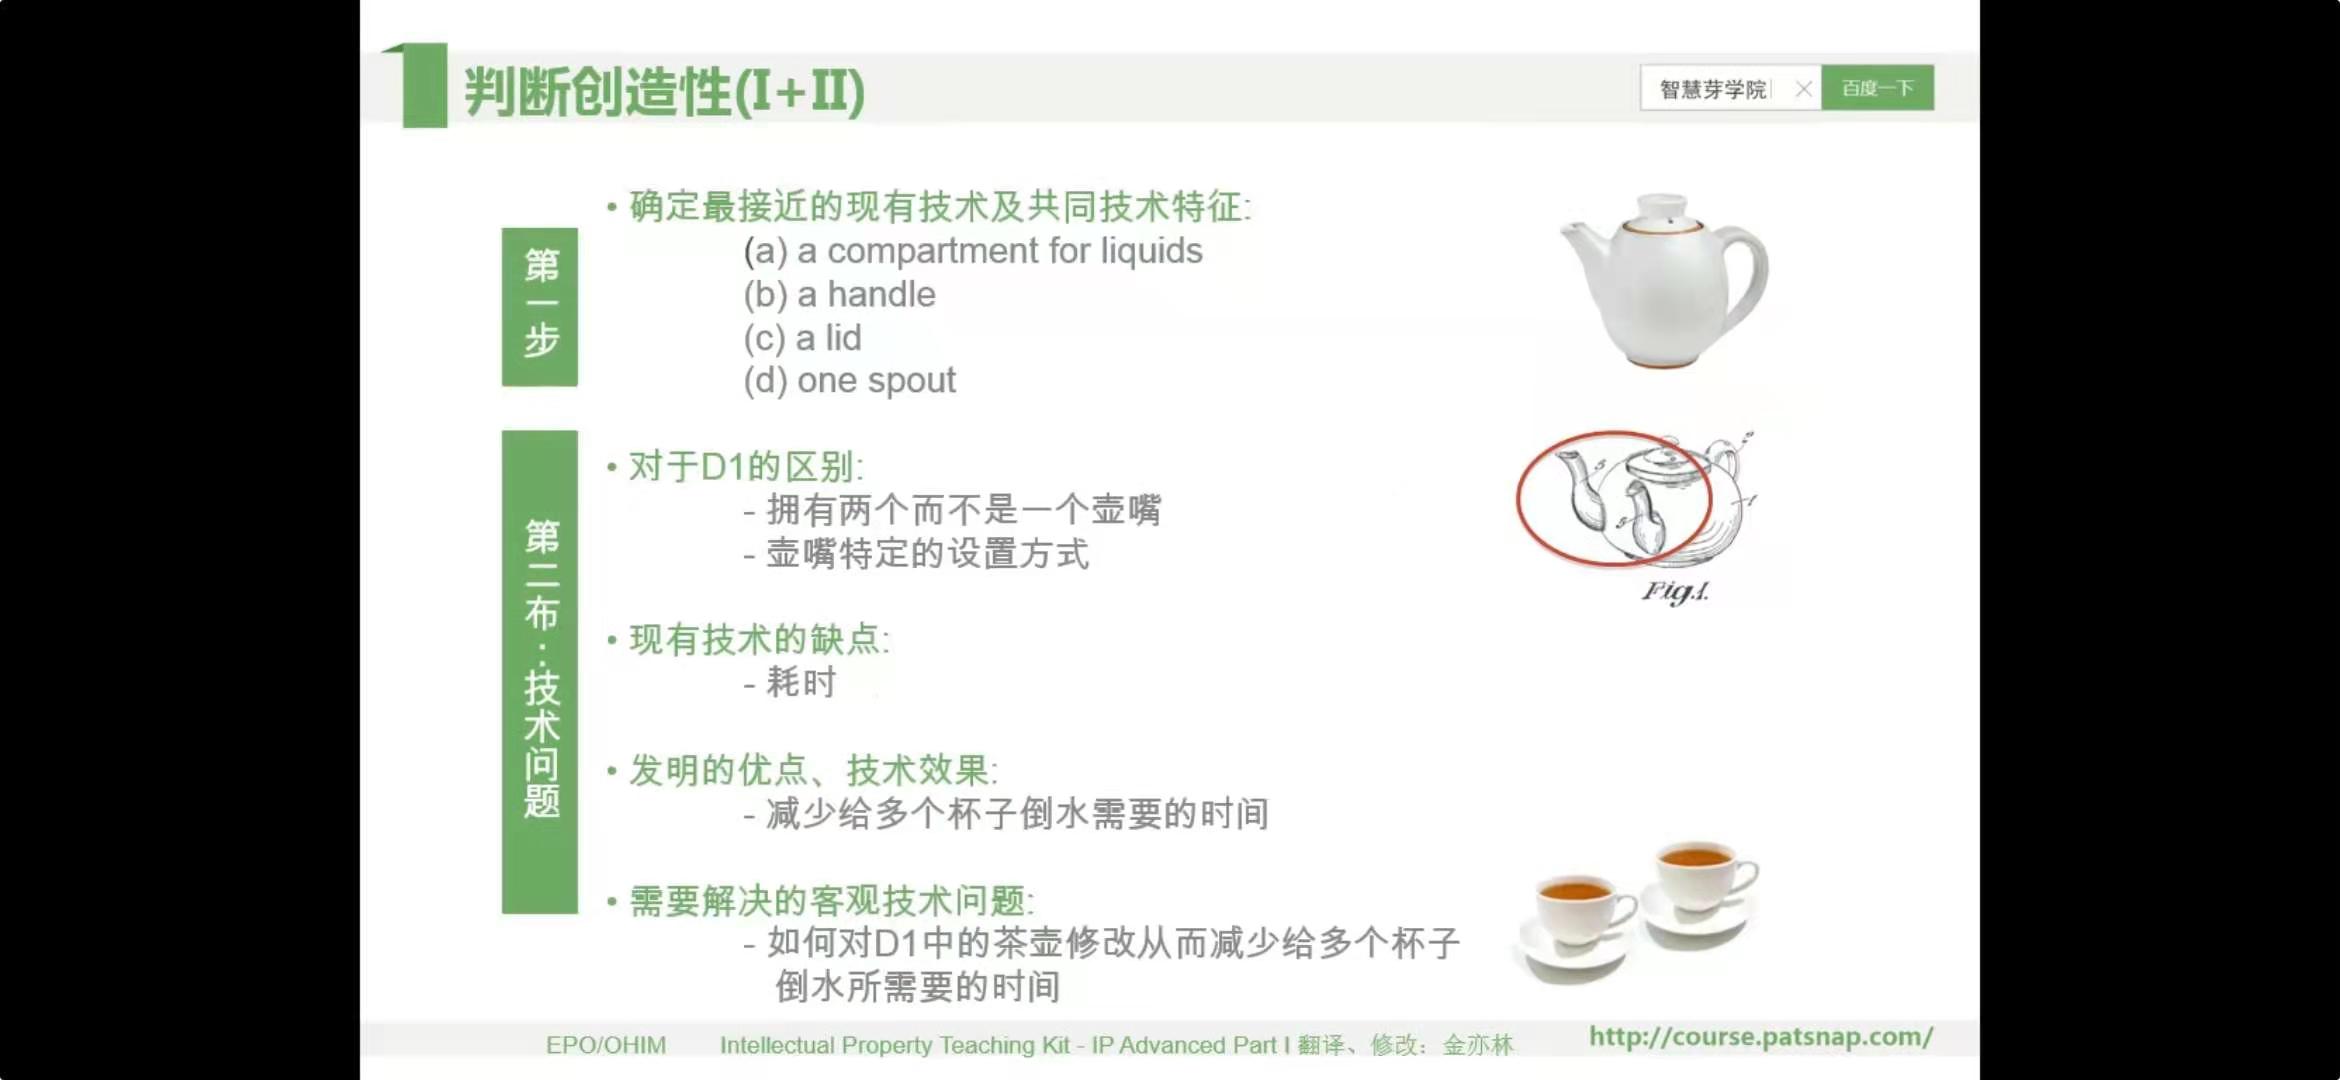 判断创造性(I+II)
智慧芽学院
百度一下
第一步
• 确定最接近的现有技术及共同技术特征:
(a) a compartment for liquids
(b) a handle
(c) a lid
(d) one spout
第二布：技术问题
• 对于D1的区别:
- 拥有两个而不是一个壶嘴
- 壶嘴特定的设置方式
5
5
1
Fig.1.
• 现有技术的缺点:
- 耗时
• 发明的优点、技术效果:
- 减少给多个杯子倒水需要的时间
• 需要解决的客观技术问题:
- 如何对D1中的茶壶修改从而减少给多个杯子
倒水所需要的时间
EPO/OHIM
Intellectual Property Teaching Kit - IP Advanced Part I 翻译、修改：金亦林
http://course.patsnap.com/